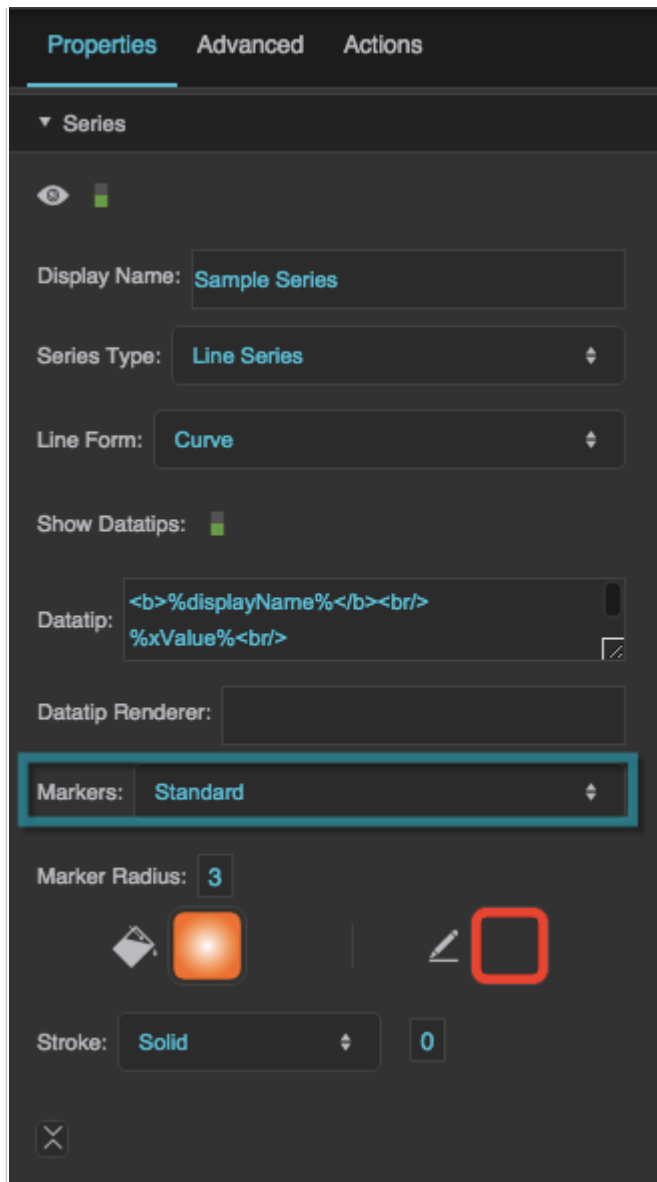 Properties Advanced Actions
Series
Display Name: Sample Series
Series Type: Line Series
Line Form: Curve
Show Datatips:
Datatip: <b>%displayName%</b><br/>
%xValue%<br/>
Datatip Renderer:
Markers: Standard
Marker Radius: 3
Stroke: Solid 0